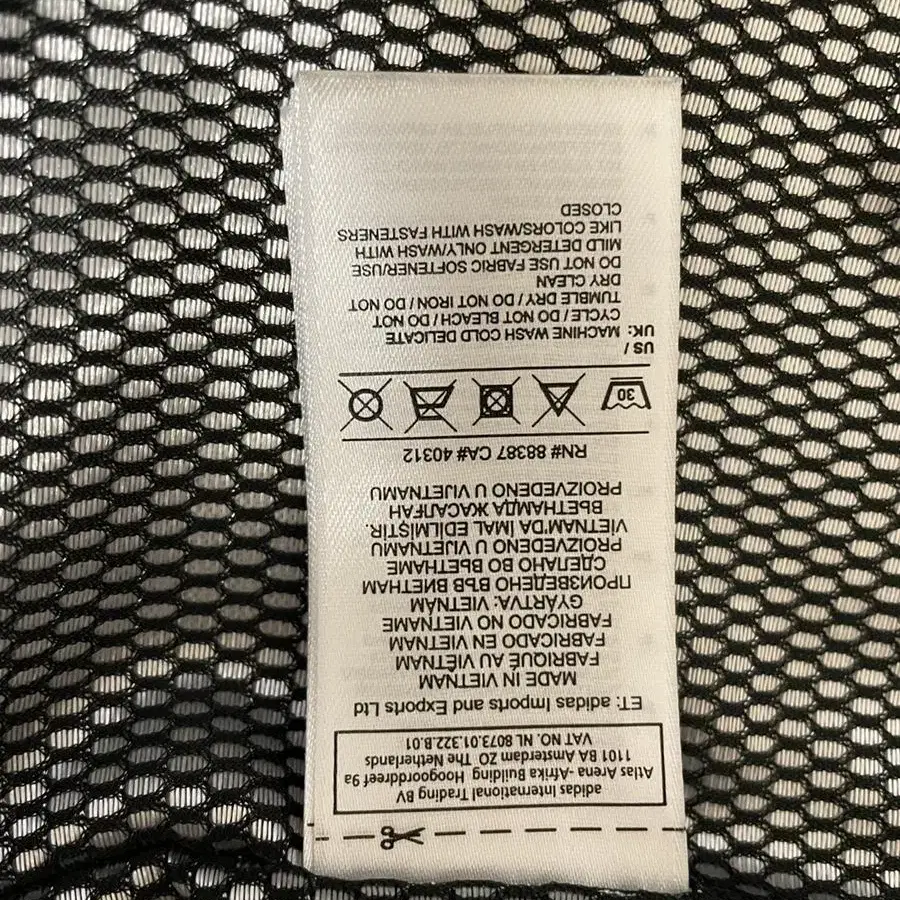 adidas International Trading BV
Atlas Arena -Afrika Building Hoogoorddreef 9a
1101 BA Amsterdam ZO The Netherlands
VAT NO. NL 8073.01.322.B.01
ET: adidas Imports and Exports Ltd
MADE IN VIETNAM
FABRIQUÉ AU VIÊTNAM
FABRICADO EN VIETNAM
FABRICADO NO VIETNAME
GYÁRTVA: VIETNÁM
ПРОИЗВЕДЕНО ВЪВ ВИЕТНАМ
СДЕЛАНО ВО ВЬЕТНАМЕ
PROIZVEDENO U VIJETNAMU
VIETNAM'DA İMAL EDİLMİŞTİR.
ВЬЕТНАМДА ЖАСАЛҒАН
PROIZVEDENO U VIJETNAMU
RN# 88387 CA# 40312
30
US /
UK: MACHINE WASH COLD DELICATE
CYCLE / DO NOT BLEACH / DO NOT
TUMBLE DRY / DO NOT IRON / DO NOT
DRY CLEAN
DO NOT USE FABRIC SOFTENER/USE
MILD DETERGENT ONLY/WASH WITH
LIKE COLORS/WASH WITH FASTENERS
CLOSED